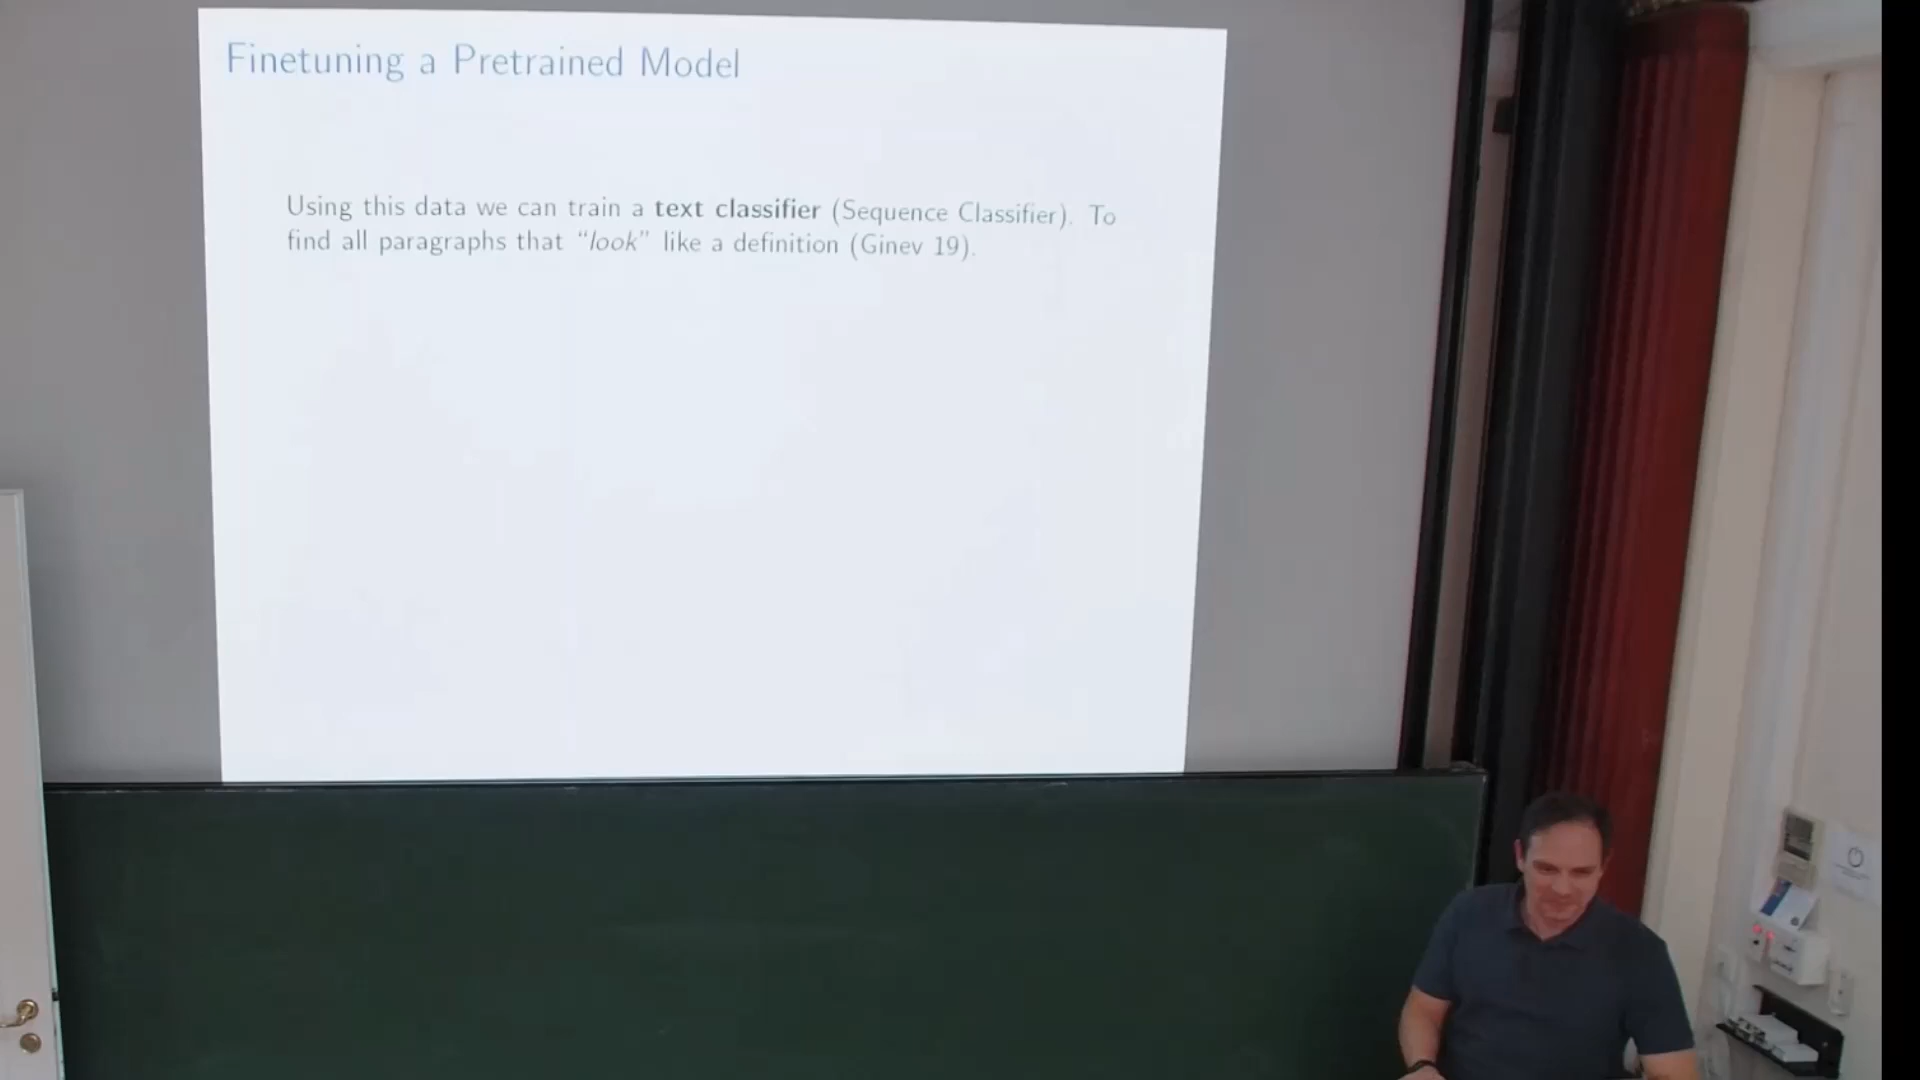 Finetuning a Pretrained Model
Using this data we can train a text classifier (Sequence Classifier). To
find all paragraphs that “look” like a definition (Ginev 19).